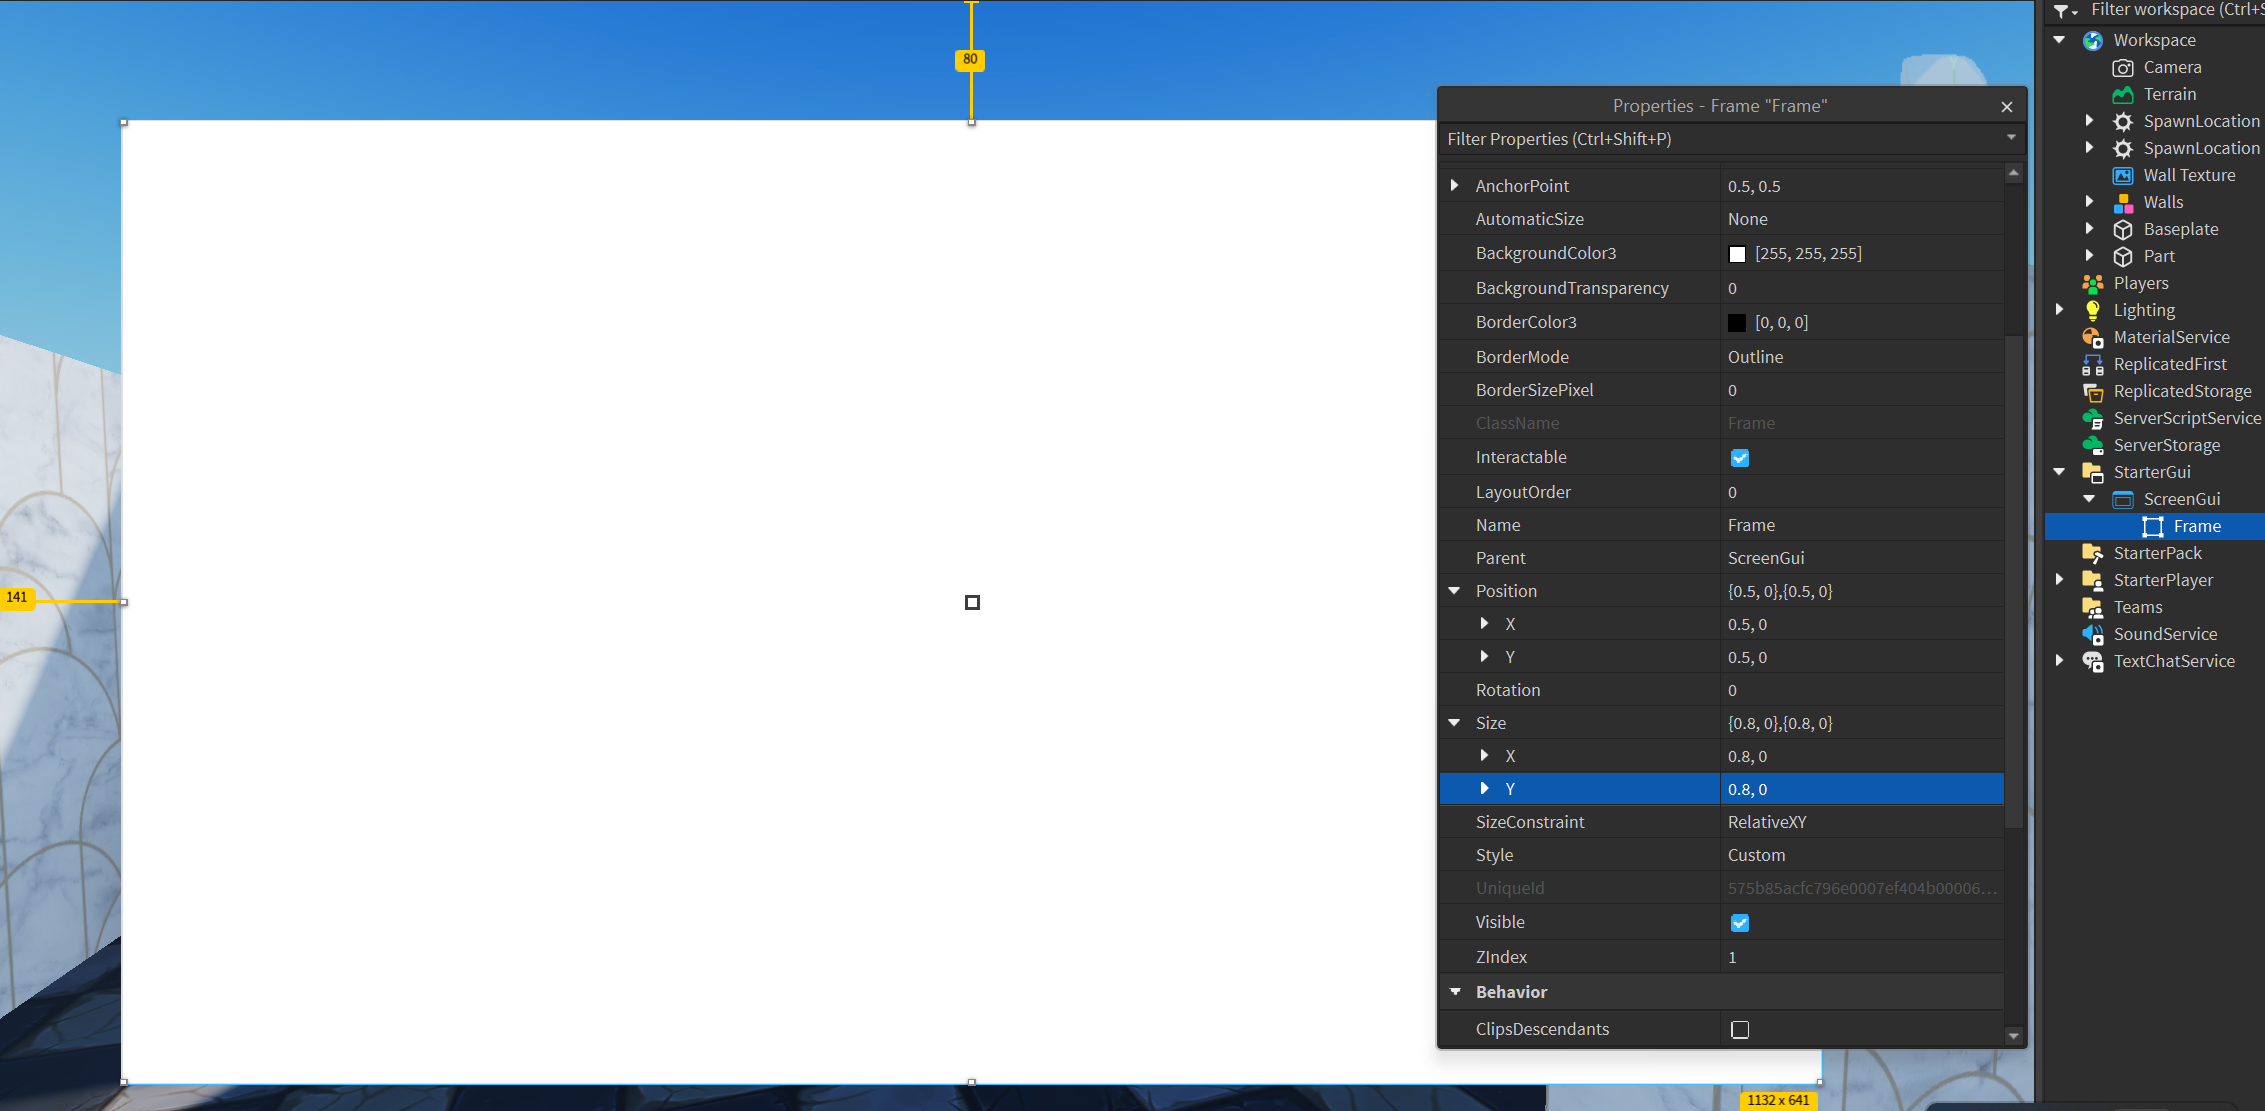 80
141
1132 x 641
Properties - Frame "Frame"
Filter Properties (Ctrl+Shift+P)
AnchorPoint 0.5, 0.5
AutomaticSize None
BackgroundColor3 [255, 255, 255]
BackgroundTransparency 0
BorderColor3 [0, 0, 0]
BorderMode Outline
BorderSizePixel 0
ClassName Frame
Interactable
LayoutOrder 0
Name Frame
Parent ScreenGui
Position {0.5, 0},{0.5, 0}
X 0.5, 0
Y 0.5, 0
Rotation 0
Size {0.8, 0},{0.8, 0}
X 0.8, 0
Y 0.8, 0
SizeConstraint RelativeXY
Style Custom
UniqueId 575b85acfc796e0007ef404b00006...
Visible
ZIndex 1
Behavior
ClipsDescendants
Filter workspace (Ctrl+S
Workspace
Camera
Terrain
SpawnLocation
SpawnLocation
Wall Texture
Walls
Baseplate
Part
Players
Lighting
MaterialService
ReplicatedFirst
ReplicatedStorage
ServerScriptService
ServerStorage
StarterGui
ScreenGui
Frame
StarterPack
StarterPlayer
Teams
SoundService
TextChatService